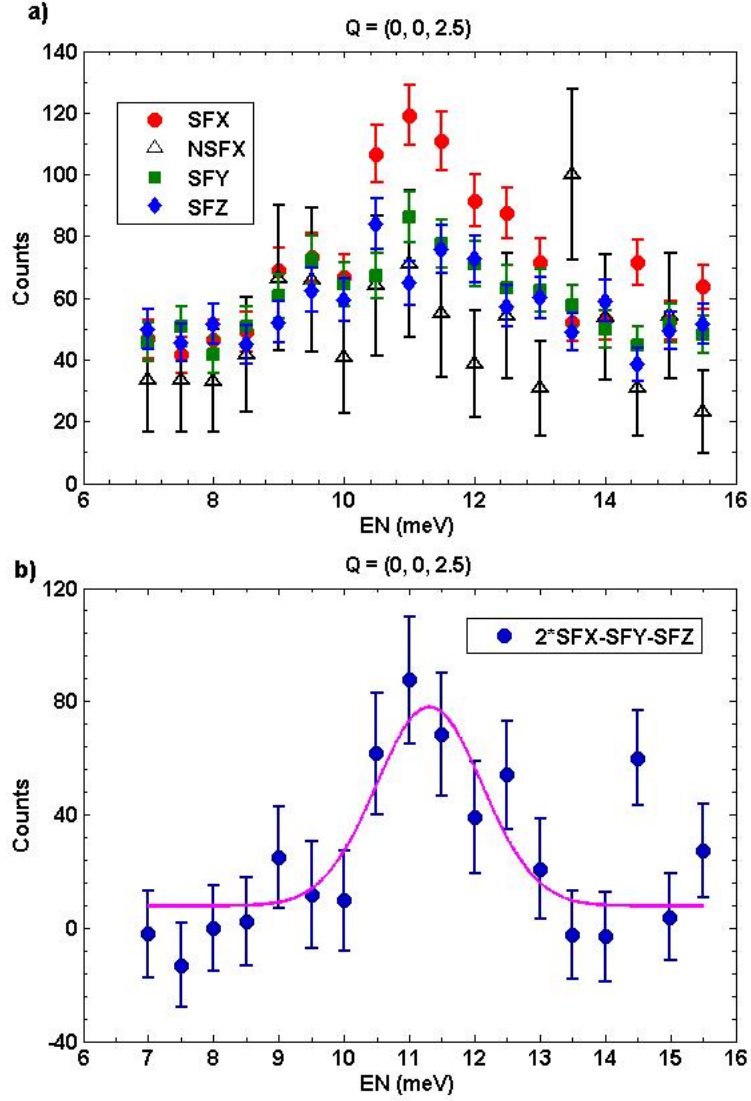 a)
Q = (0, 0, 2.5)
140
120
100
80
60
40
20
0
Counts
SFX
NSFX
SFY
SFZ
6 8 10 12 14 16
EN (meV)
b)
Q = (0, 0, 2.5)
120
80
40
0
-40
Counts
2*SFX-SFY-SFZ
6 7 8 9 10 11 12 13 14 15 16
EN (meV)